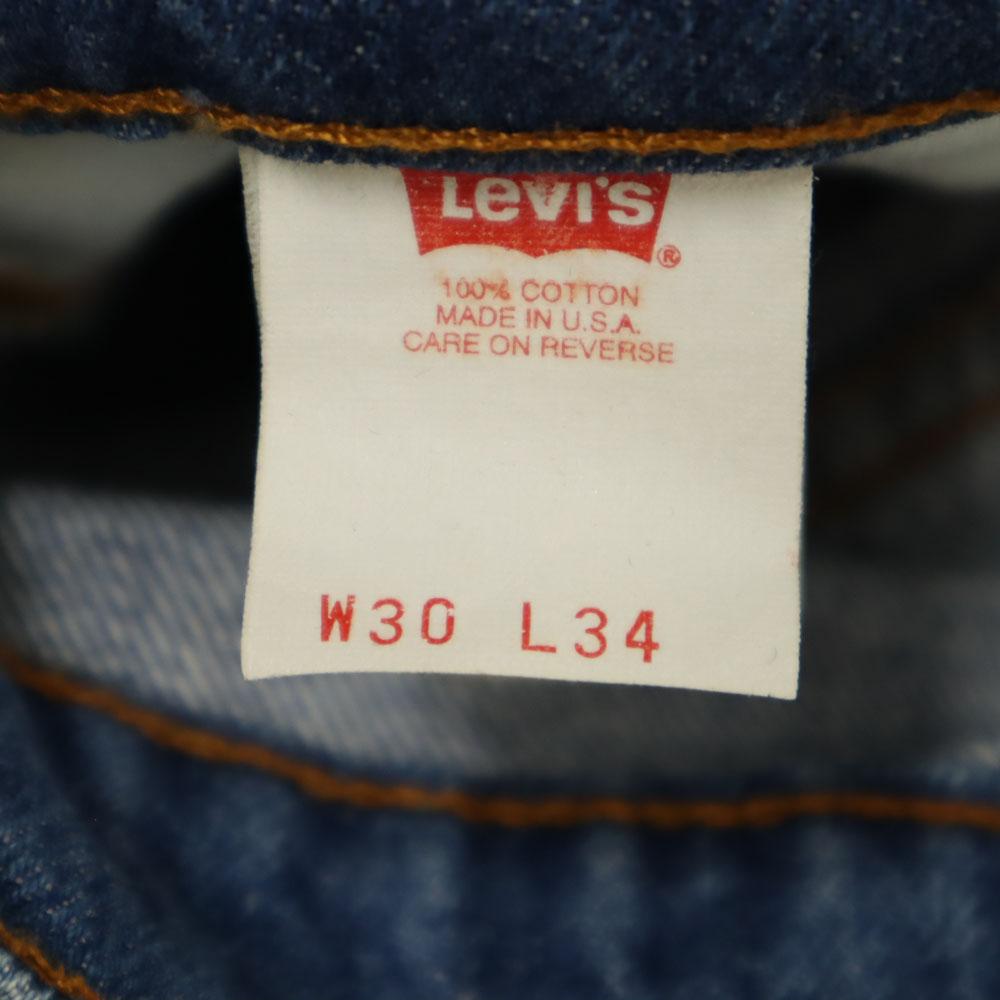 Levi's
®
100% COTTON
MADE IN U.S.A.
CARE ON REVERSE
W30 L34